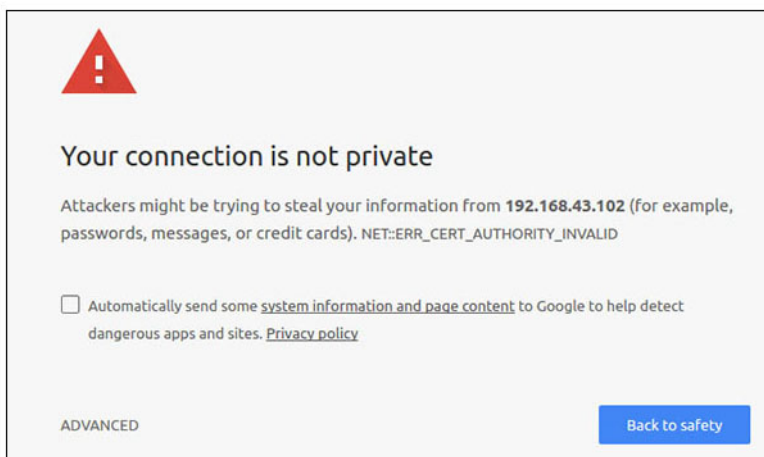 Your connection is not private
Attackers might be trying to steal your information from 192.168.43.102 (for example,
passwords, messages, or credit cards). NET::ERR_CERT_AUTHORITY_INVALID
Automatically send some system information and page content to Google to help detect
dangerous apps and sites. Privacy policy
ADVANCED
Back to safety